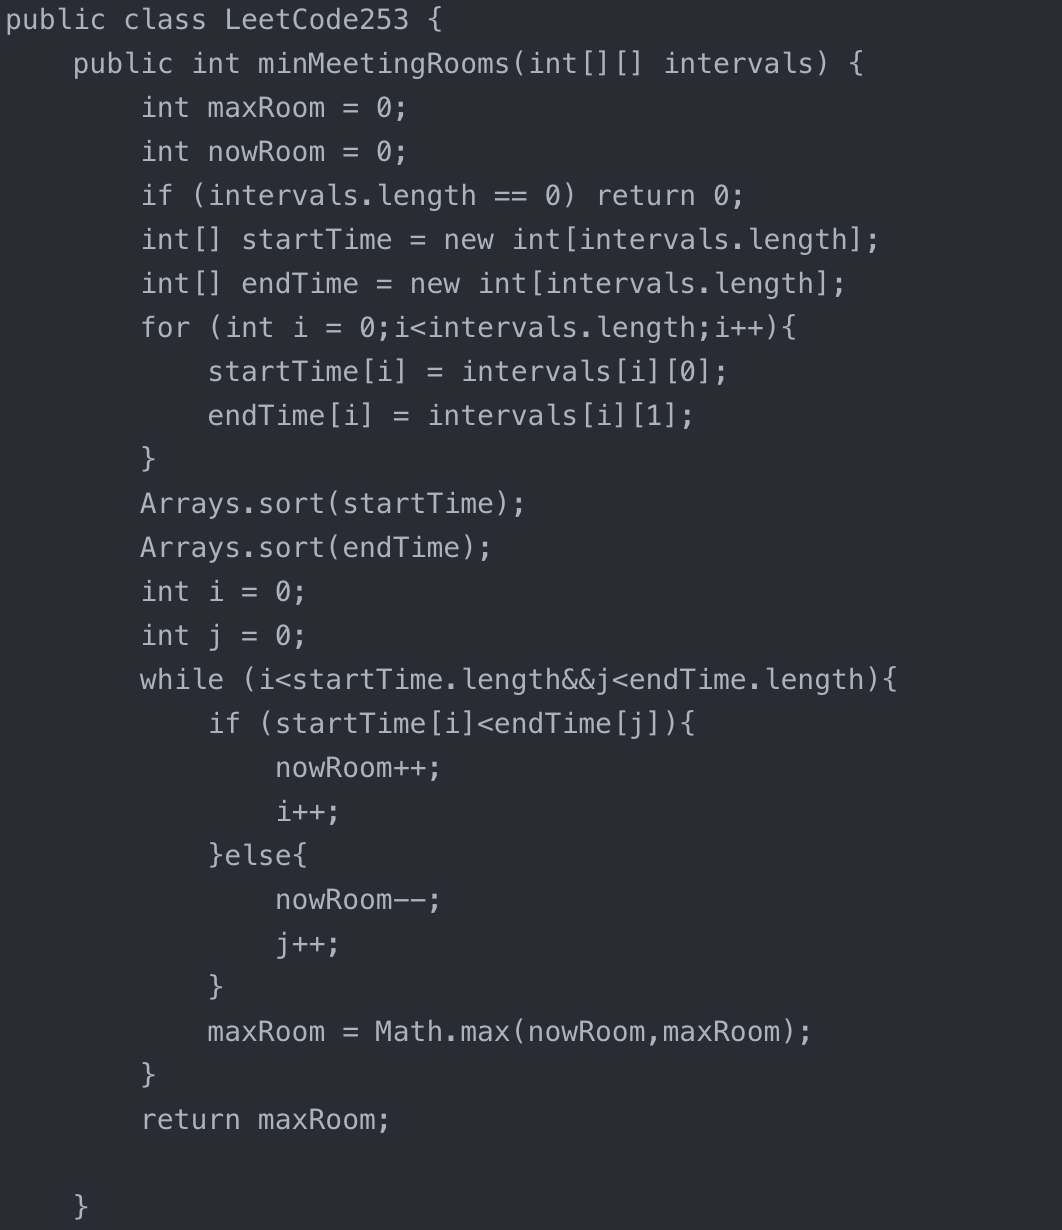 public class LeetCode253 {
    public int minMeetingRooms(int[][] intervals) {
        int maxRoom = 0;
        int nowRoom = 0;
        if (intervals.length == 0) return 0;
        int[] startTime = new int[intervals.length];
        int[] endTime = new int[intervals.length];
        for (int i = 0;i<intervals.length;i++){
            startTime[i] = intervals[i][0];
            endTime[i] = intervals[i][1];
        }
        Arrays.sort(startTime);
        Arrays.sort(endTime);
        int i = 0;
        int j = 0;
        while (i<startTime.length&&j<endTime.length){
            if (startTime[i]<endTime[j]){
                nowRoom++;
                i++;
            }else{
                nowRoom--;
                j++;
            }
            maxRoom = Math.max(nowRoom,maxRoom);
        }
        return maxRoom;

    }